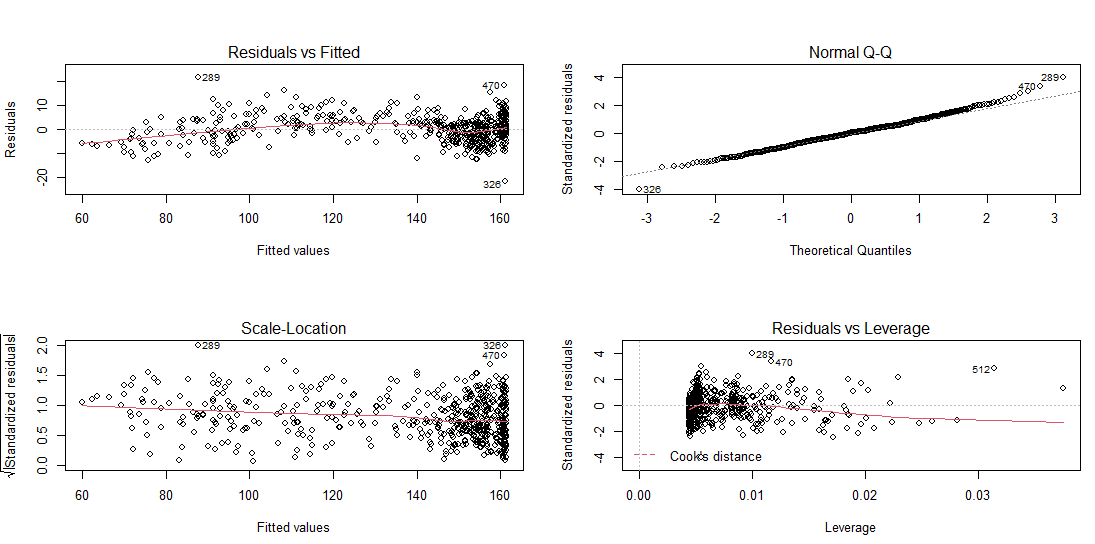 Residuals vs Fitted
Residuals
-20 0 10
289
470
326
60 80 100 120 140 160
Fitted values
Normal Q-Q
Standardized residuals
-4 -2 0 2 4
289
470
326
-3 -2 -1 0 1 2 3
Theoretical Quantiles
Scale-Location
√|Standardized residuals|
0.0 0.5 1.0 1.5 2.0
289
326
470
60 80 100 120 140 160
Fitted values
Residuals vs Leverage
Standardized residuals
-4 -2 0 2 4
289
470
512
Cook's distance
0.00 0.01 0.02 0.03
Leverage